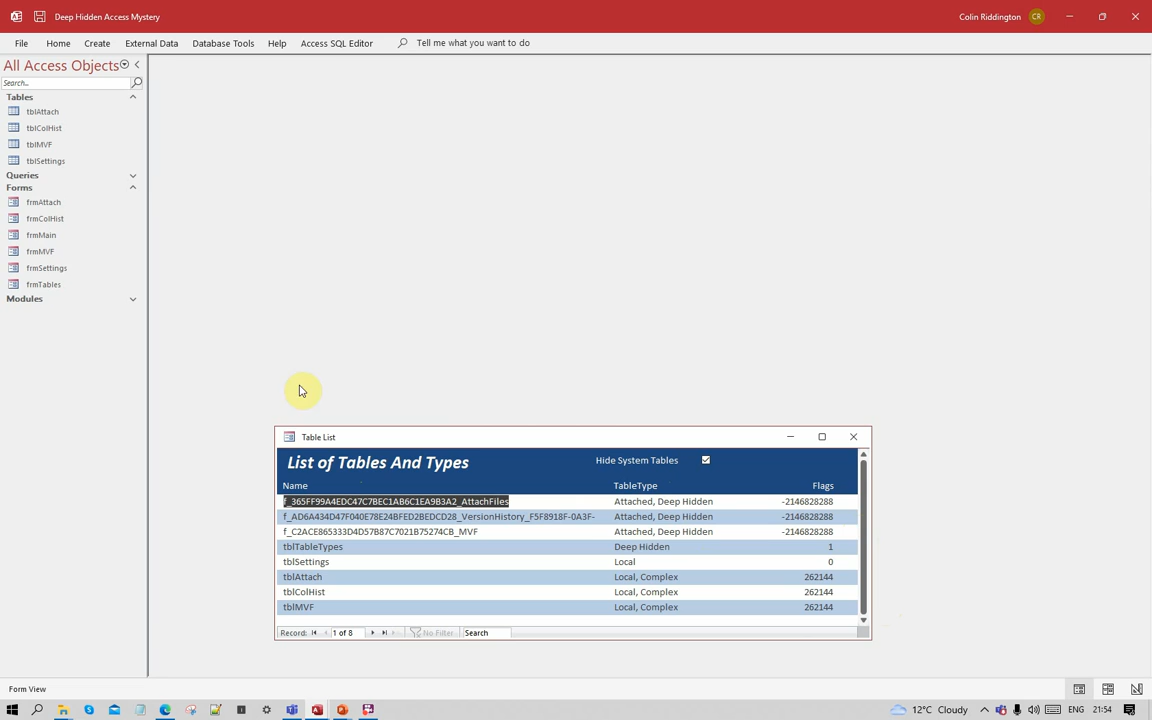 Deep Hidden Access Mystery
Colin Riddington CR
File Home Create External Data Database Tools Help Access SQL Editor Tell me what you want to do
All Access Objects
Search...
Tables
tblAttach
tblColHist
tblMVF
tblSettings
Queries
Forms
frmAttach
frmColHist
frmMain
frmMVF
frmSettings
frmTables
Modules
Table List
List of Tables And Types Hide System Tables
Name TableType Flags
f_365FF99A4EDC47C7BEC1AB6C1EA9B3A2_AttachFiles Attached, Deep Hidden -2146828288
f_AD6A434D47F040E78E24BFED2BEDCD28_VersionHistory_F5F8918F-0A3F- Attached, Deep Hidden -2146828288
f_C2ACE865333D4D57B87C7021B75274CB_MVF Attached, Deep Hidden -2146828288
tblTableTypes Deep Hidden 1
tblSettings Local 0
tblAttach Local, Complex 262144
tblColHist Local, Complex 262144
tblMVF Local, Complex 262144
Record: 1 of 8 No Filter Search
Form View
12°C Cloudy ENG 21:54